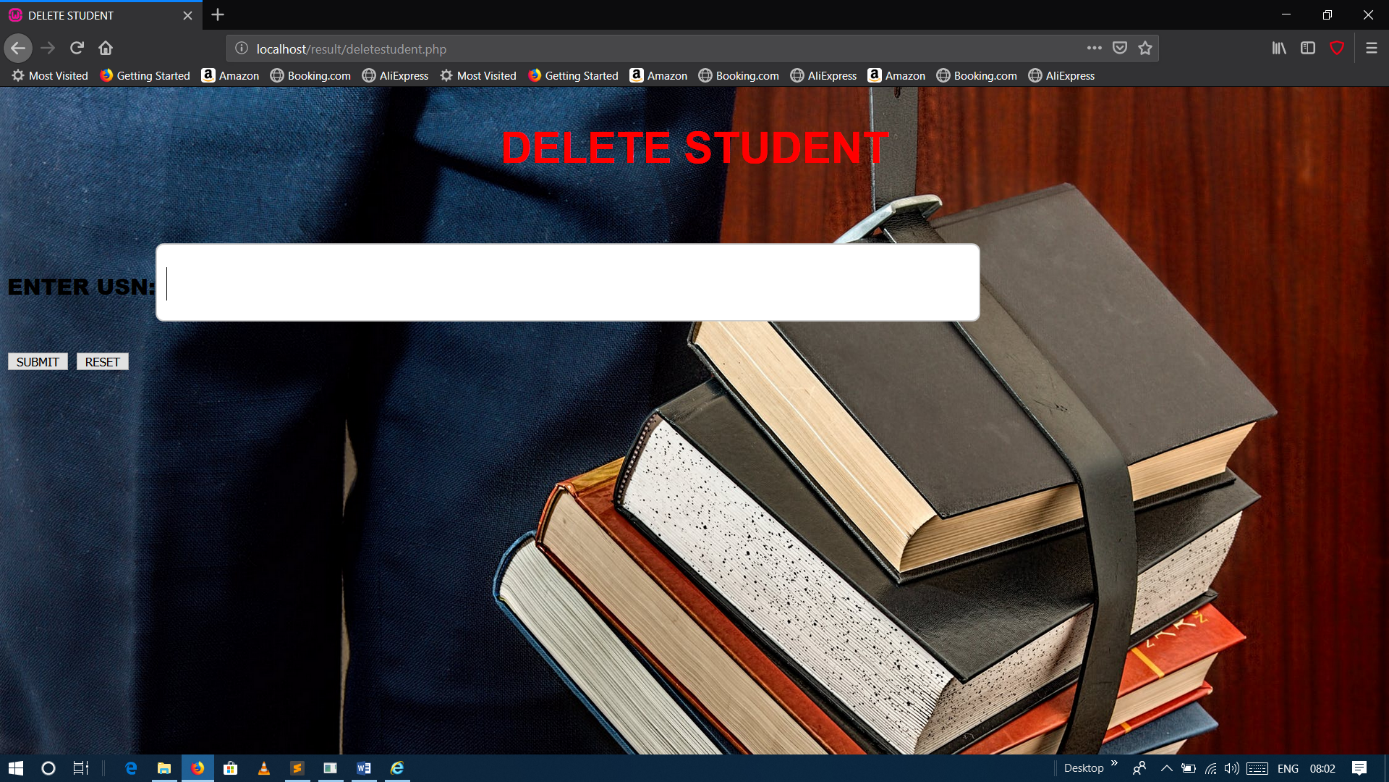 DELETE STUDENT
localhost/result/deletestudent.php
Most Visited Getting Started Amazon Booking.com AliExpress Most Visited Getting Started Amazon Booking.com AliExpress Amazon Booking.com AliExpress
DELETE STUDENT
ENTER USN:
SUBMIT RESET
Desktop ENG 08:02